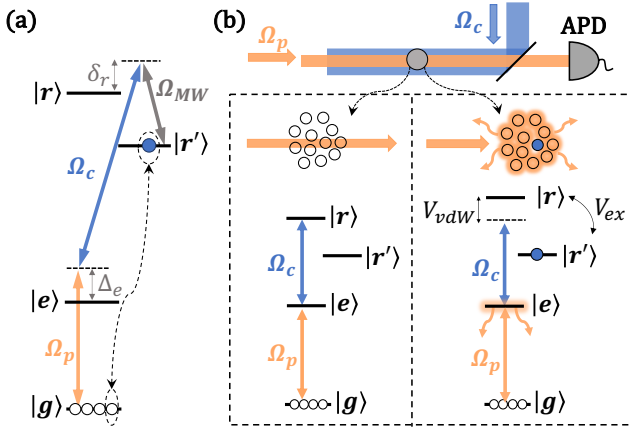 (a)
δ_r
|r⟩
Ω_MW
Ω_c
|r'⟩
Δ_e
|e⟩
Ω_p
|g⟩
(b)
Ω_c
APD
Ω_p
|r⟩
|r'⟩
Ω_c
|e⟩
Ω_p
|g⟩
|r⟩
V_vdW
V_ex
|r'⟩
Ω_c
|e⟩
Ω_p
|g⟩